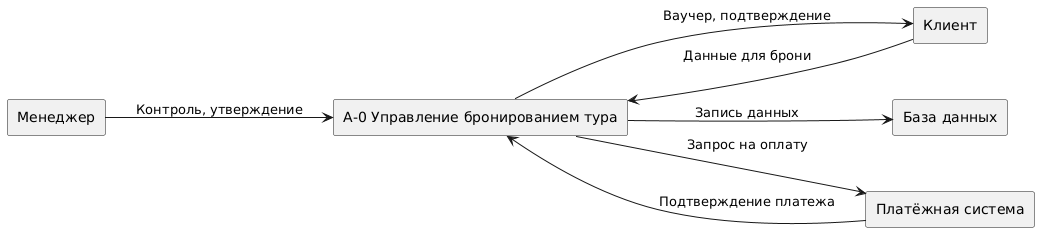 Ваучер, подтверждение
Клиент
Данные для брони
Менеджер
Контроль, утверждение
А-0 Управление бронированием тура
Запись данных
База данных
Запрос на оплату
Подтверждение платежа
Платёжная система